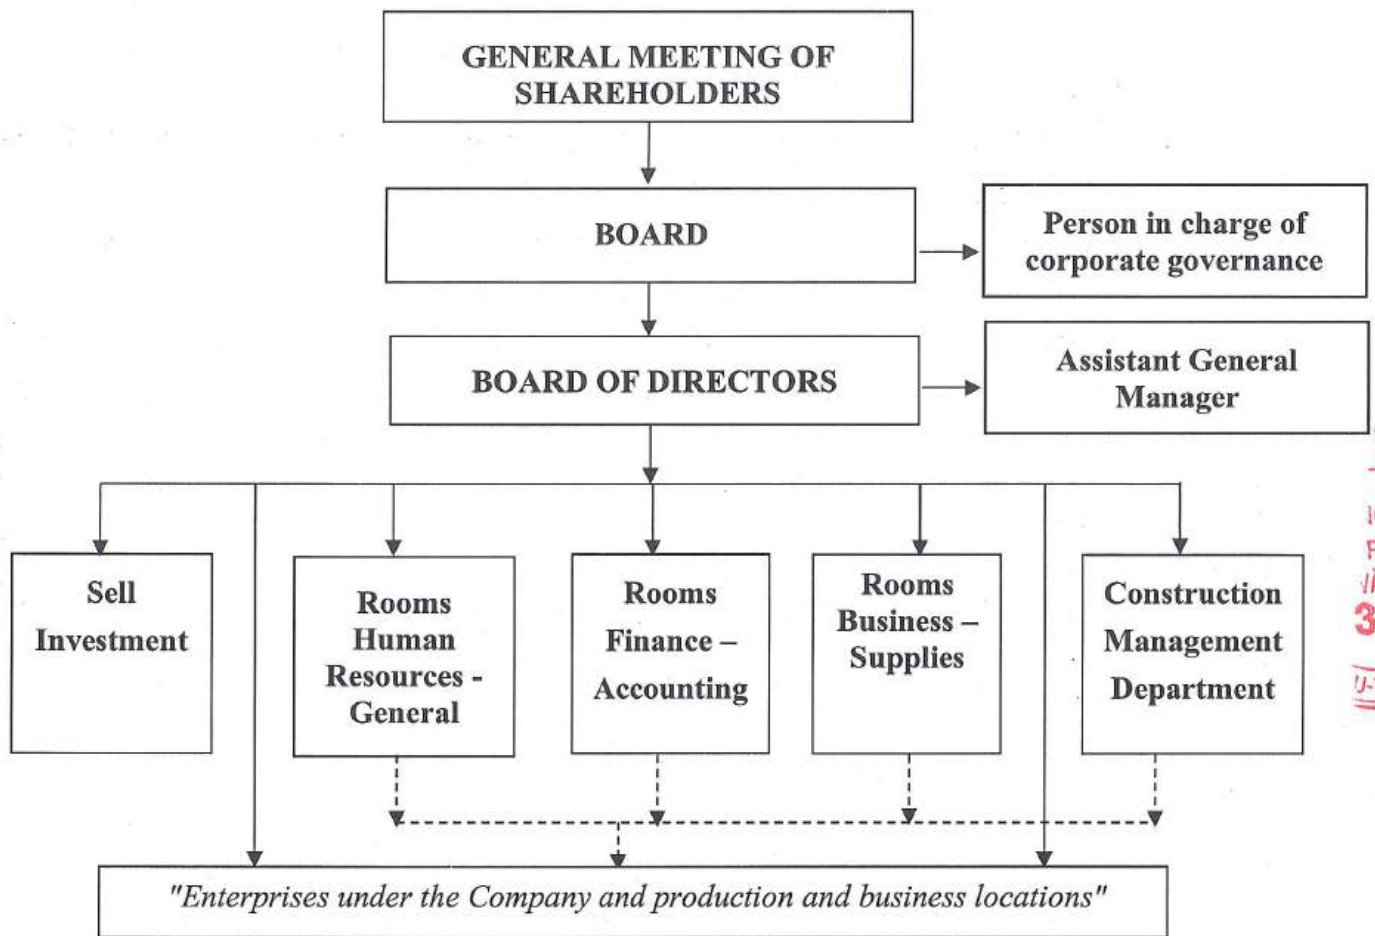 GENERAL MEETING OF
SHAREHOLDERS
BOARD
Person in charge of
corporate governance
BOARD OF DIRECTORS
Assistant General
Manager
Sell
Investment
Rooms
Human
Resources -
General
Rooms
Finance –
Accounting
Rooms
Business –
Supplies
Construction
Management
Department
"Enterprises under the Company and production and business locations"
3